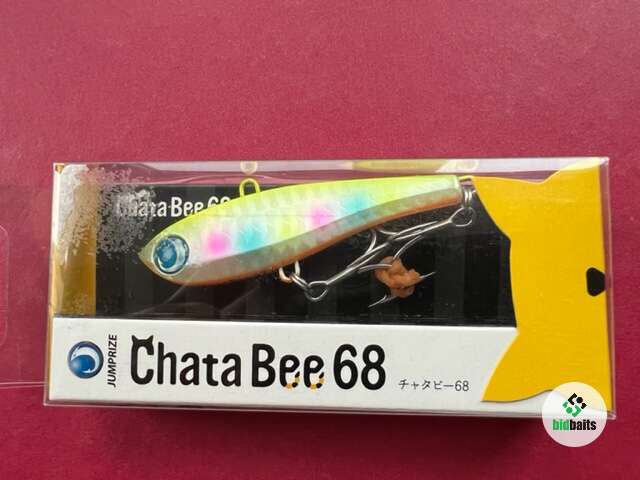 Chata Bee 68
JUMPRIZE
Chata Bee 68
チャタビー68
bidbaits